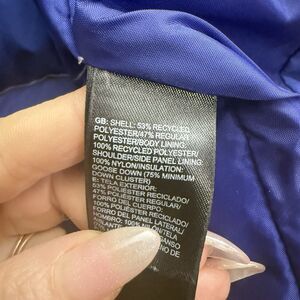 GB: SHELL: 53% RECYCLED
POLYESTER/47% REGULAR
POLYESTER/BODY LINING:
100% RECYCLED POLYESTER/
SHOULDER/SIDE PANEL LINING:
100% NYLON/INSULATION:
GOOSE DOWN (75% MINIMUM
DOWN CLUSTER)
E: TELA EXTERIOR:
53% POLIÉSTER RECICLADO/
47% POLIÉSTER REGULAR/
FORRO DEL CUERPO:
100% POLIÉSTER RECICLADO/
FORRO DEL PANEL LATERAL/
HOMBRO: 100%